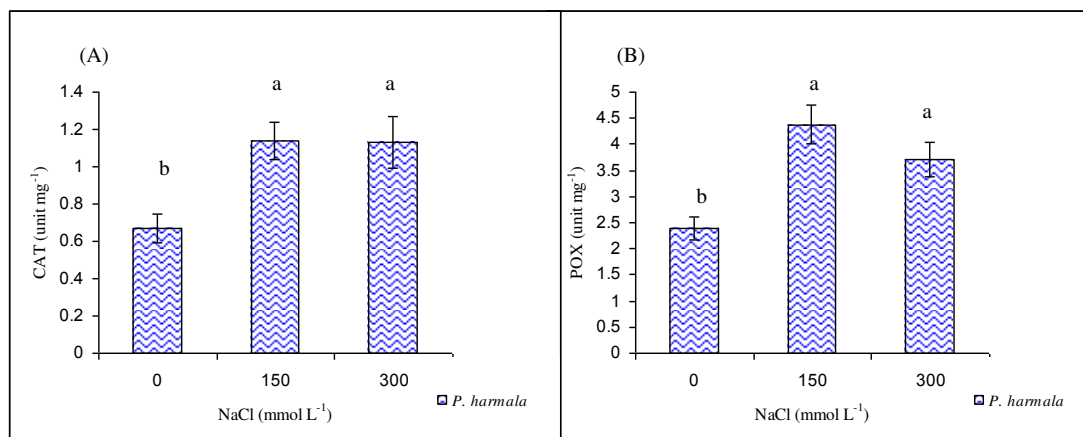 (A)
1.4
1.2
1
0.8
0.6
0.4
0.2
0
CAT (unit mg-1)
b
a
a
0 150 300
NaCl (mmol L-1)
P. harmala
(B)
5
4.5
4
3.5
3
2.5
2
1.5
1
0.5
0
POX (unit mg-1)
b
a
a
0 150 300
NaCl (mmol L-1)
P. harmala